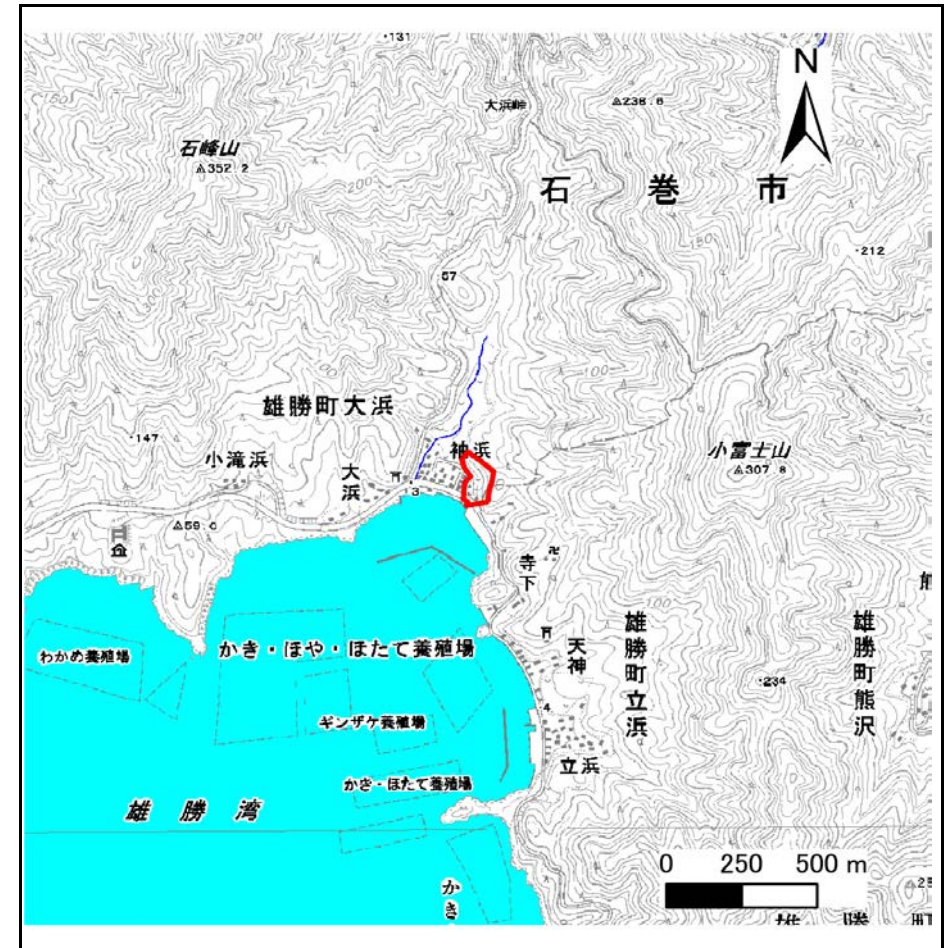 ・131
N
大浜峠
△238.6
石峰山
△352.2
石巻市
・212
57
雄勝町大浜
・147
小滝浜
神浜
小富士山
△307.8
大浜
3
△59.0
寺下
雄勝町立浜
雄勝町熊沢
かき・ほや・ほたて養殖場
天神
わかめ養殖場
・234
ギンザケ養殖場
4
立浜
かき・ほたて養殖場
雄勝湾
0 250 500 m
かき